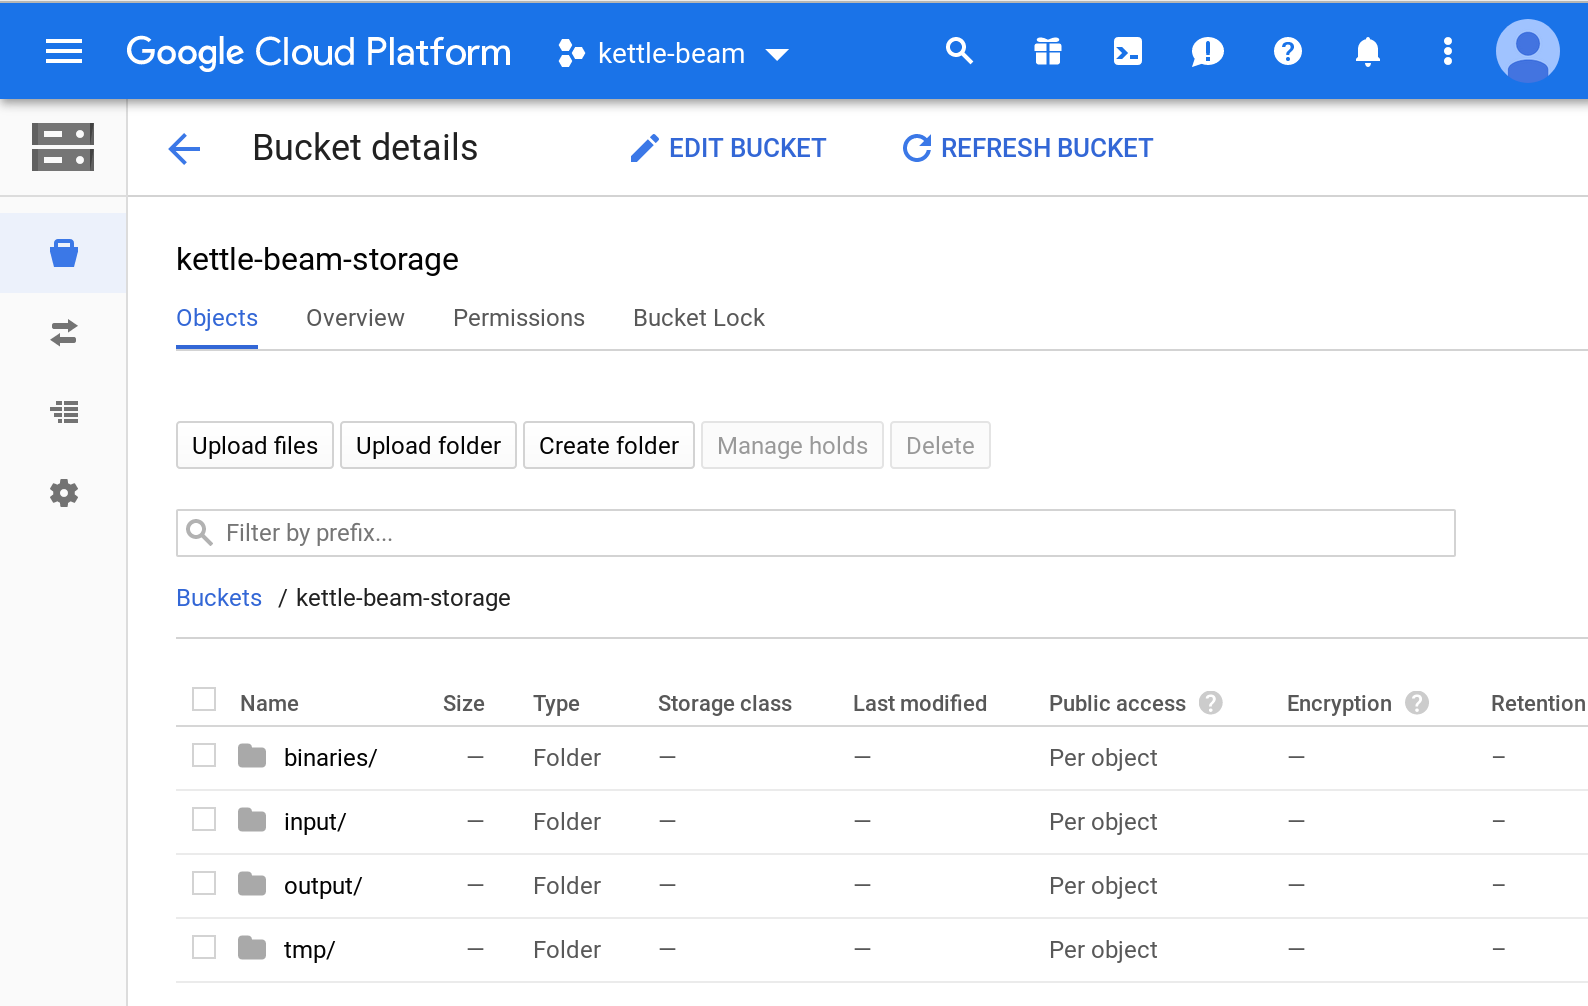 Google Cloud Platform kettle-beam
Bucket details EDIT BUCKET REFRESH BUCKET
kettle-beam-storage
Objects Overview Permissions Bucket Lock
Upload files Upload folder Create folder Manage holds Delete
Filter by prefix...
Buckets / kettle-beam-storage
Name Size Type Storage class Last modified Public access ? Encryption ? Retention
binaries/ — Folder — — Per object — –
input/ — Folder — — Per object — –
output/ — Folder — — Per object — –
tmp/ — Folder — — Per object — –